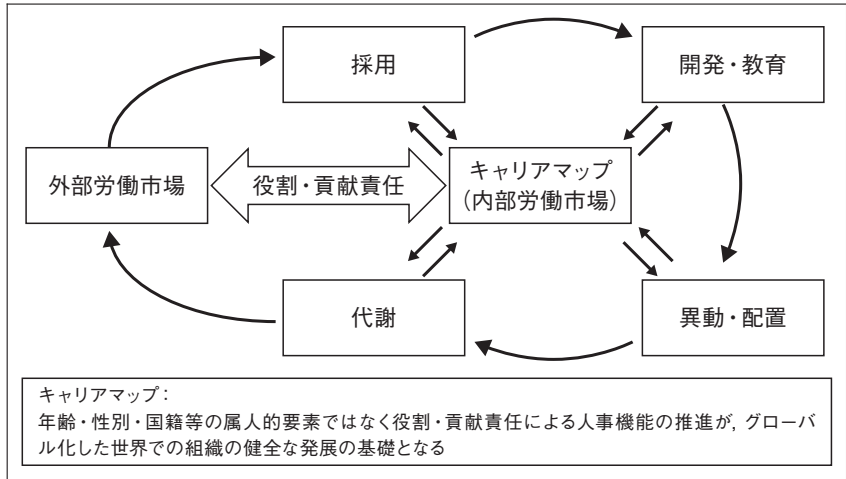 採用
開発・教育
外部労働市場
役割・貢献責任
キャリアマップ
（内部労働市場）
代謝
異動・配置
キャリアマップ：
年齢・性別・国籍等の属人的要素ではなく役割・貢献責任による人事機能の推進が，グローバ
ル化した世界での組織の健全な発展の基礎となる